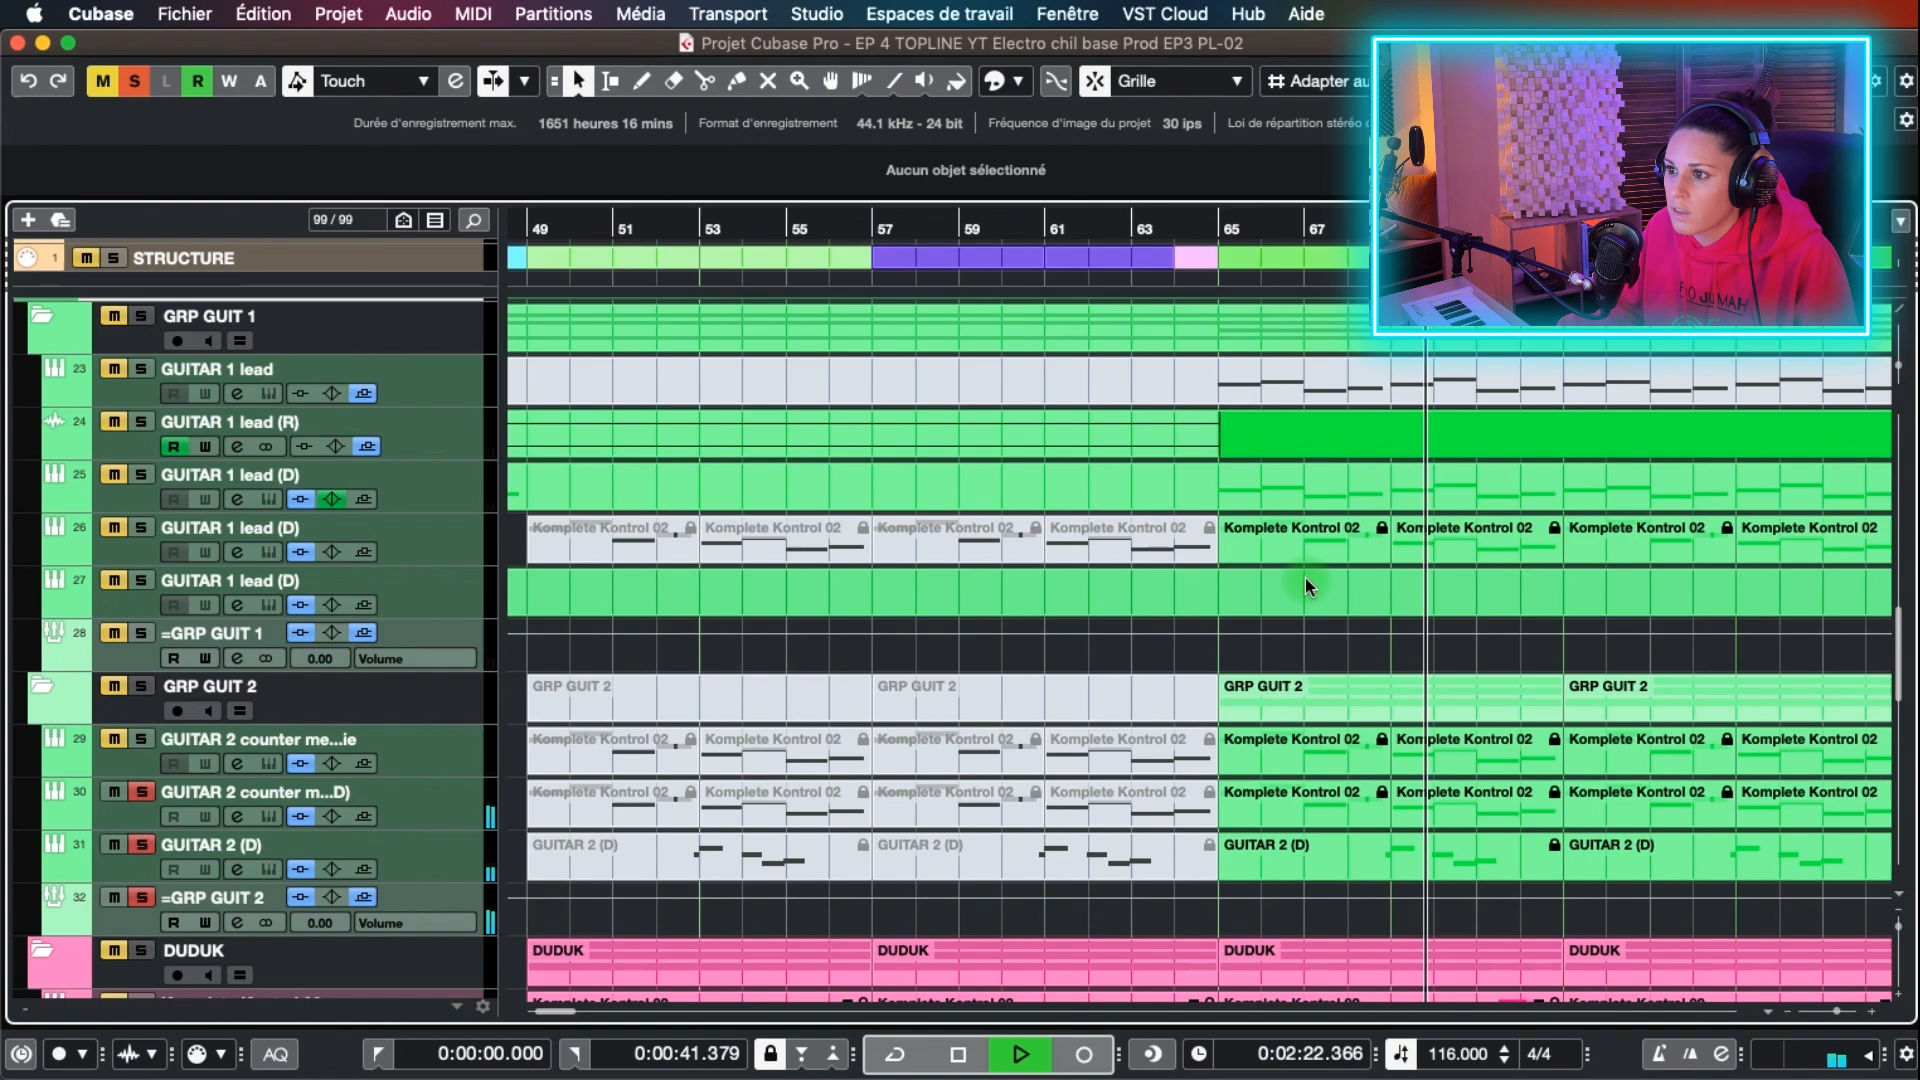 Cubase Fichier Édition Projet Audio MIDI Partitions Média Transport Studio Espaces de travail Fenêtre VST Cloud Hub Aide
Projet Cubase Pro - EP 4 TOPLINE YT Electro chil base Prod EP3 PL-02
M S L R W A Touch e Grille Adapter au
Durée d'enregistrement max. 1651 heures 16 mins Format d'enregistrement 44.1 kHz - 24 bit Fréquence d'image du projet 30 ips Loi de répartition stéréo
Aucun objet sélectionné
99 / 99 49 51 53 55 57 59 61 63 65 67
1 m S STRUCTURE
m S GRP GUIT 1
23 m S GUITAR 1 lead
R W e
24 m S GUITAR 1 lead (R)
R W e
25 m S GUITAR 1 lead (D)
R W e
26 m S GUITAR 1 lead (D) Komplete Kontrol 02 Komplete Kontrol 02 Komplete Kontrol 02 Komplete Kontrol 02 Komplete Kontrol 02 Komplete Kontrol 02 Komplete Kontrol 02 Komplete Kontrol 02
R W e
27 m S GUITAR 1 lead (D)
R W e
28 m S =GRP GUIT 1
R W e 0.00 Volume
m S GRP GUIT 2 GRP GUIT 2 GRP GUIT 2 GRP GUIT 2 GRP GUIT 2
29 m S GUITAR 2 counter me...ie Komplete Kontrol 02 Komplete Kontrol 02 Komplete Kontrol 02 Komplete Kontrol 02 Komplete Kontrol 02 Komplete Kontrol 02 Komplete Kontrol 02 Komplete Kontrol 02
R W e
30 m S GUITAR 2 counter m...D) Komplete Kontrol 02 Komplete Kontrol 02 Komplete Kontrol 02 Komplete Kontrol 02 Komplete Kontrol 02 Komplete Kontrol 02 Komplete Kontrol 02 Komplete Kontrol 02
R W e
31 m S GUITAR 2 (D) GUITAR 2 (D) GUITAR 2 (D) GUITAR 2 (D) GUITAR 2 (D)
R W e
32 m S =GRP GUIT 2
R W e 0.00 Volume
m S DUDUK DUDUK DUDUK DUDUK DUDUK
AQ 0:00:00.000 0:00:41.379 0:02:22.366 116.000 4/4 e